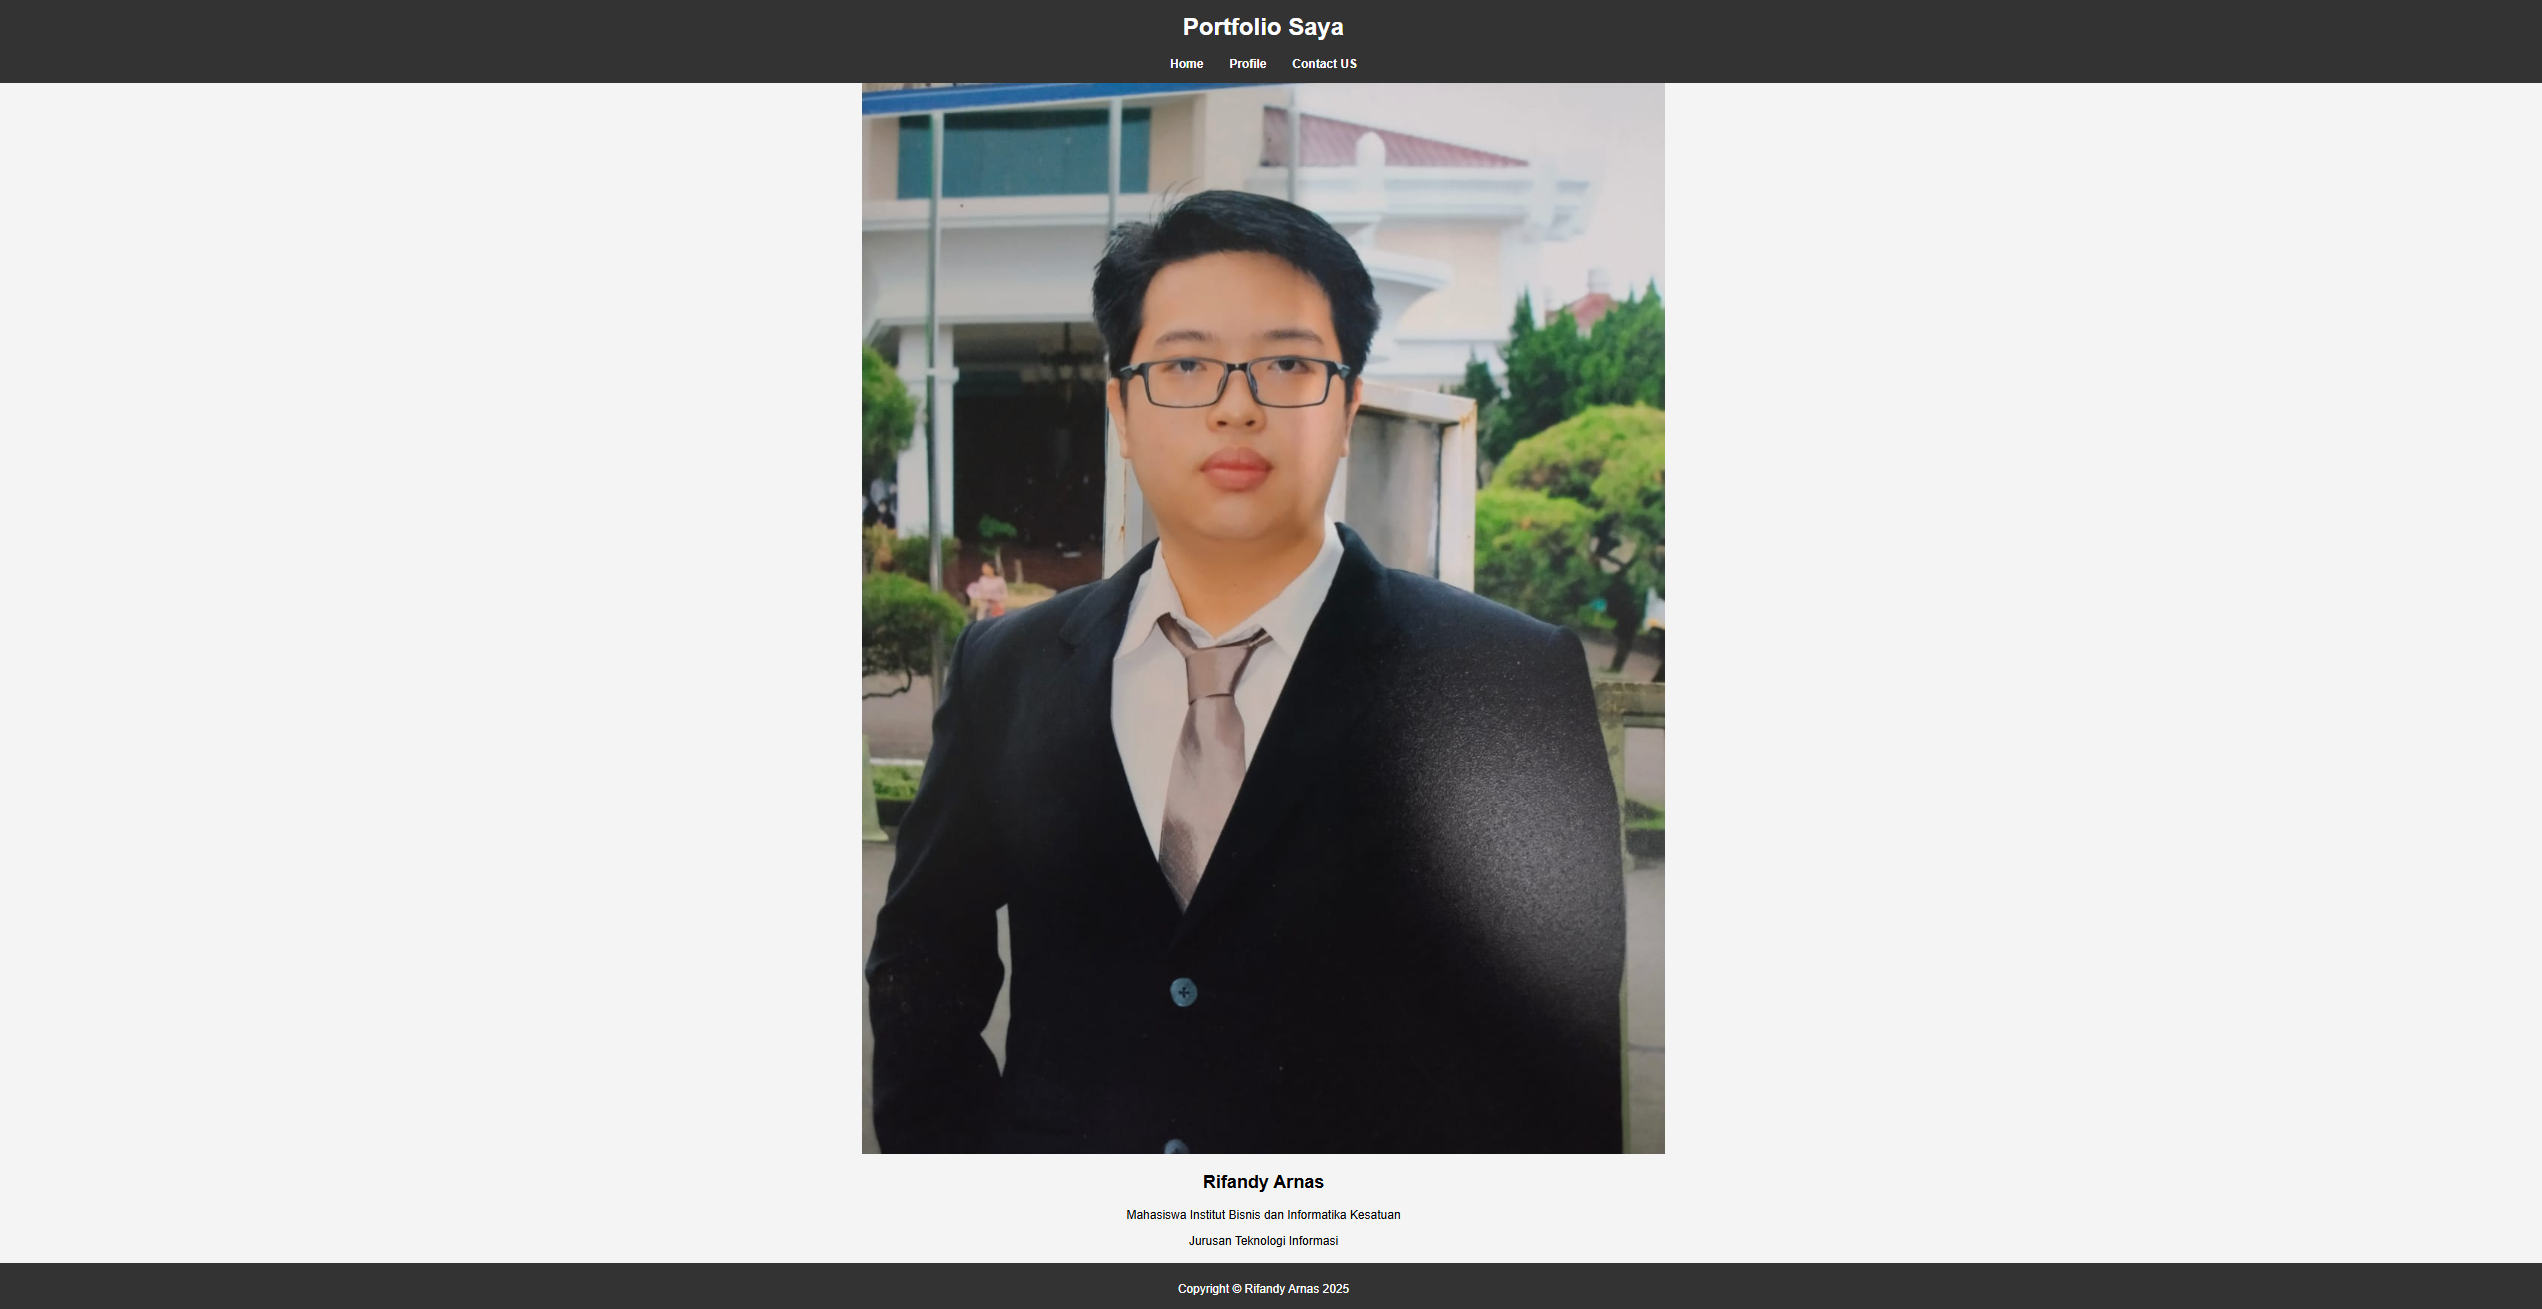 Portfolio Saya
Home Profile Contact US
Rifandy Arnas
Mahasiswa Institut Bisnis dan Informatika Kesatuan
Jurusan Teknologi Informasi
Copyright © Rifandy Arnas 2025